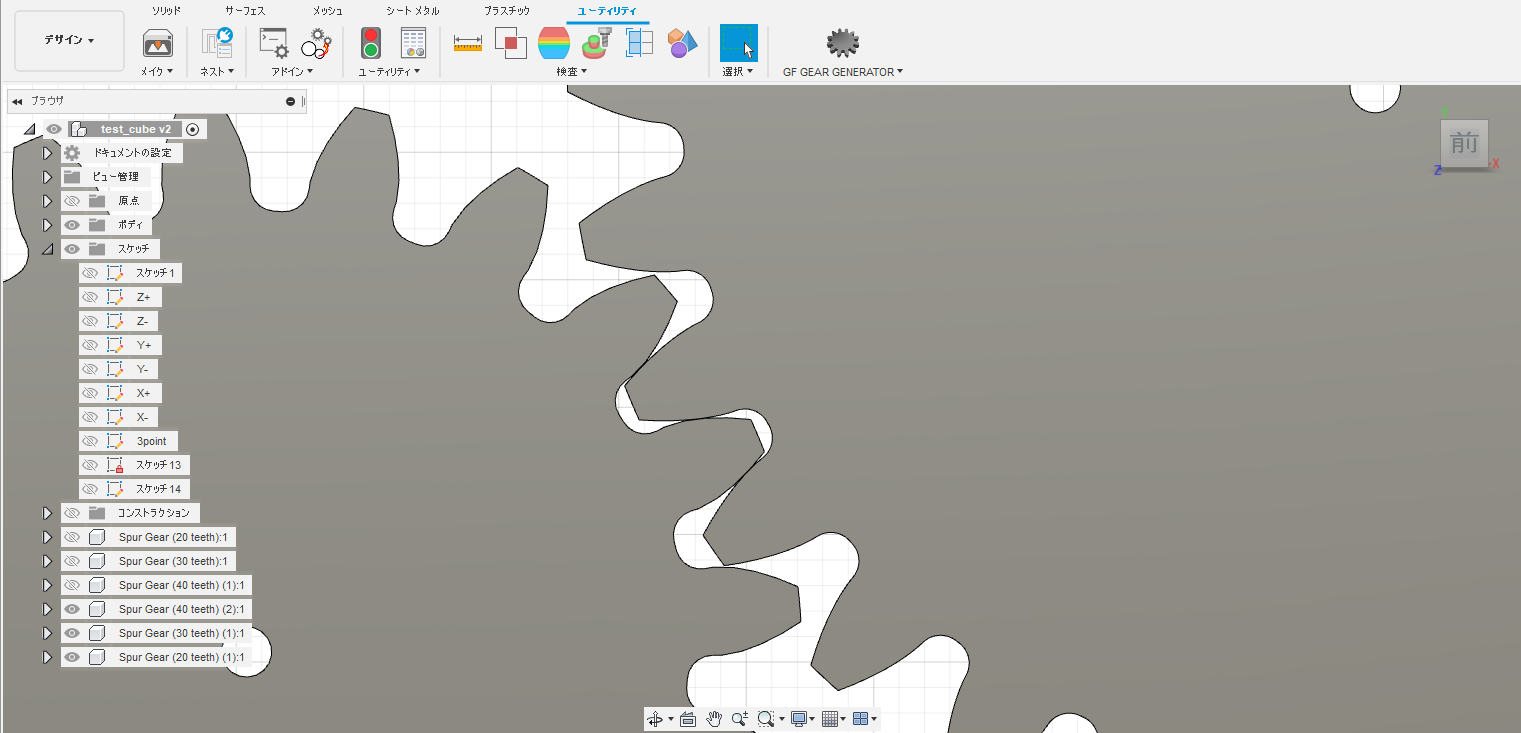 ソリッド サーフェス メッシュ シート メタル プラスチック ユーティリティ
デザイン
メイク ネスト アドイン ユーティリティ 検査 選択 GF GEAR GENERATOR
ブラウザ
test_cube v2
ドキュメントの設定
ビュー管理
原点
ボディ
スケッチ
スケッチ1
Z+
Z-
Y+
Y-
X+
X-
3point
スケッチ13
スケッチ14
コンストラクション
Spur Gear (20 teeth):1
Spur Gear (30 teeth):1
Spur Gear (40 teeth) (1):1
Spur Gear (40 teeth) (2):1
Spur Gear (30 teeth) (1):1
Spur Gear (20 teeth) (1):1
前
X
Z